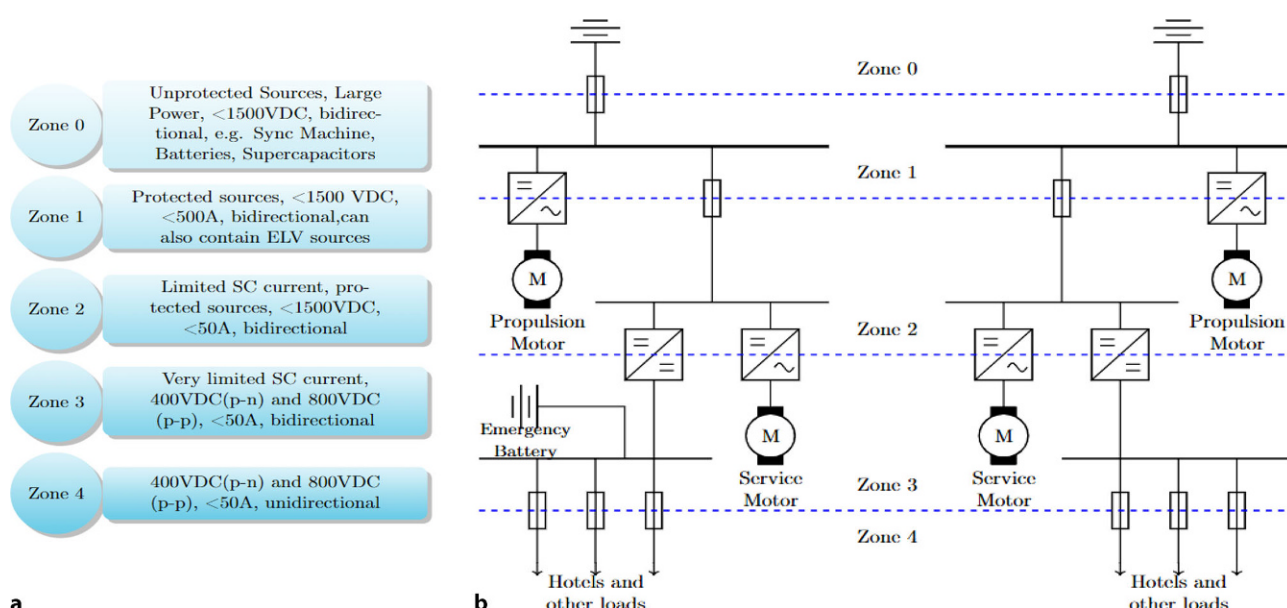 Zone 0
Unprotected Sources, Large
Power, <1500VDC, bidirec-
tional, e.g. Sync Machine,
Batteries, Supercapacitors
Zone 1
Protected sources, <1500 VDC,
<500A, bidirectional,can
also contain ELV sources
Zone 2
Limited SC current, pro-
tected sources, <1500VDC,
<50A, bidirectional
Zone 3
Very limited SC current,
400VDC(p-n) and 800VDC
(p-p), <50A, bidirectional
Zone 4
400VDC(p-n) and 800VDC
(p-p), <50A, unidirectional
a
Zone 0
Zone 1
M
Propulsion
Motor
M
Propulsion
Motor
Zone 2
Emergency
Battery
M
Service
Motor
M
Service
Motor
Zone 3
Zone 4
Hotels and
other loads
Hotels and
other loads
b